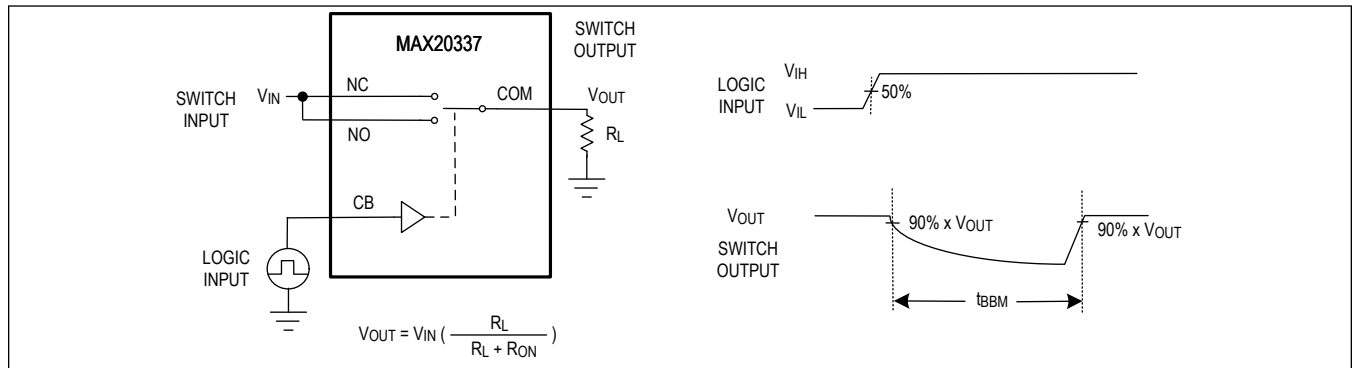 MAX20337
SWITCH
OUTPUT
SWITCH
INPUT
VIN
NC
NO
COM
VOUT
RL
CB
LOGIC
INPUT
VOUT = VIN ( RL / RL + RON )
LOGIC
INPUT
VIH
VIL
50%
VOUT
SWITCH
OUTPUT
90% x VOUT
90% x VOUT
tBBM